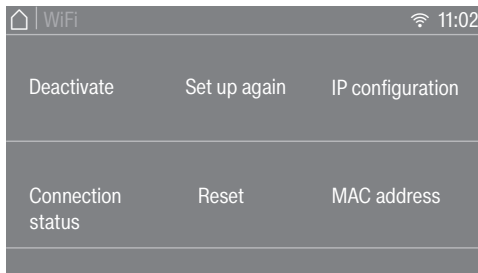 WiFi 11:02
Deactivate Set up again IP configuration
Connection status Reset MAC address